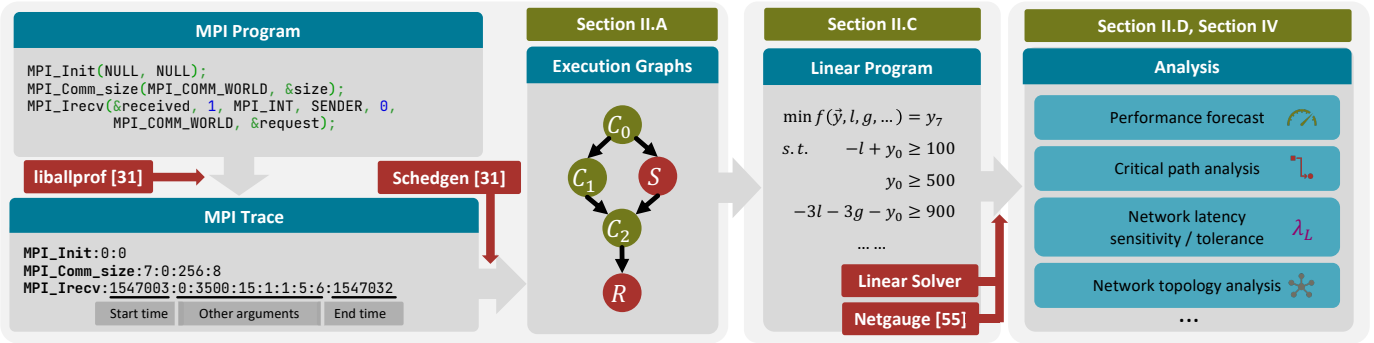 MPI Program
MPI_Init(NULL, NULL);
MPI_Comm_size(MPI_COMM_WORLD, &size);
MPI_Irecv(&received, 1, MPI_INT, SENDER, 0,
MPI_COMM_WORLD, &request);
liballprof [31]
Schedgen [31]
MPI Trace
MPI_Init:0:0
MPI_Comm_size:7:0:256:8
MPI_Irecv:1547003:0:3500:15:1:1:5:6:1547032
Start time
Other arguments
End time
Section II.A
Execution Graphs
C₀
C₁
S
C₂
R
Section II.C
Linear Program
min f(y⃗, l, g, …) = y₇
s.t. −l + y₀ ≥ 100
y₀ ≥ 500
−3l − 3g − y₀ ≥ 900
… …
Linear Solver
Netgauge [55]
Section II.D, Section IV
Analysis
Performance forecast
Critical path analysis
Network latency
sensitivity / tolerance
λ_L
Network topology analysis
...